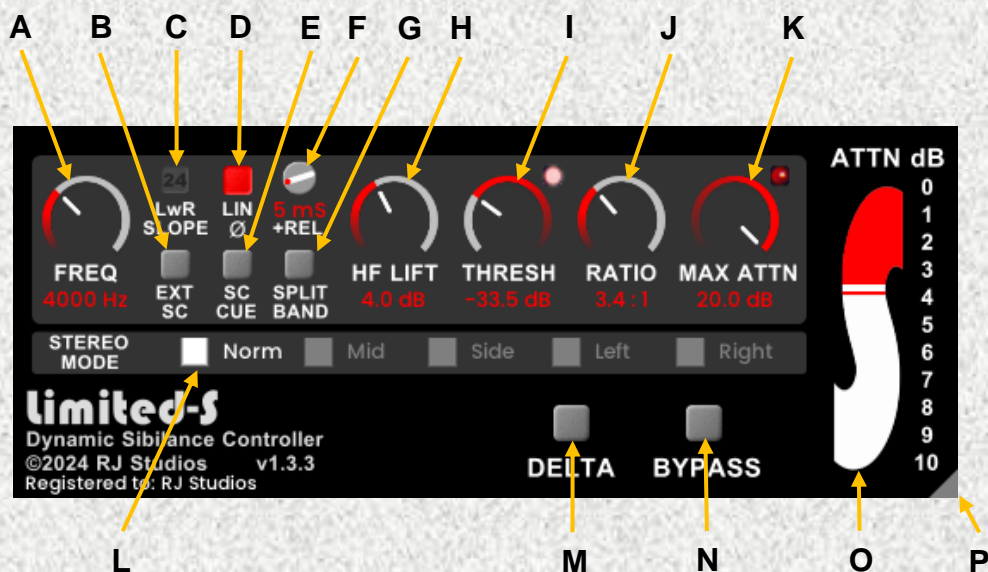 A B C D E F G H I J K
ATTN dB
0
1
2
3
4
5
6
7
8
9
10
24
LwR
SLOPE
LIN
Ø
5 mS
+REL
FREQ
4000 Hz
EXT
SC
SC
CUE
SPLIT
BAND
HF LIFT
4.0 dB
THRESH
-33.5 dB
RATIO
3.4 : 1
MAX ATTN
20.0 dB
STEREO
MODE
Norm Mid Side Left Right
Limited-S
Dynamic Sibilance Controller
©2024 RJ Studios v1.3.3
Registered to: RJ Studios
DELTA
BYPASS
L M N O P